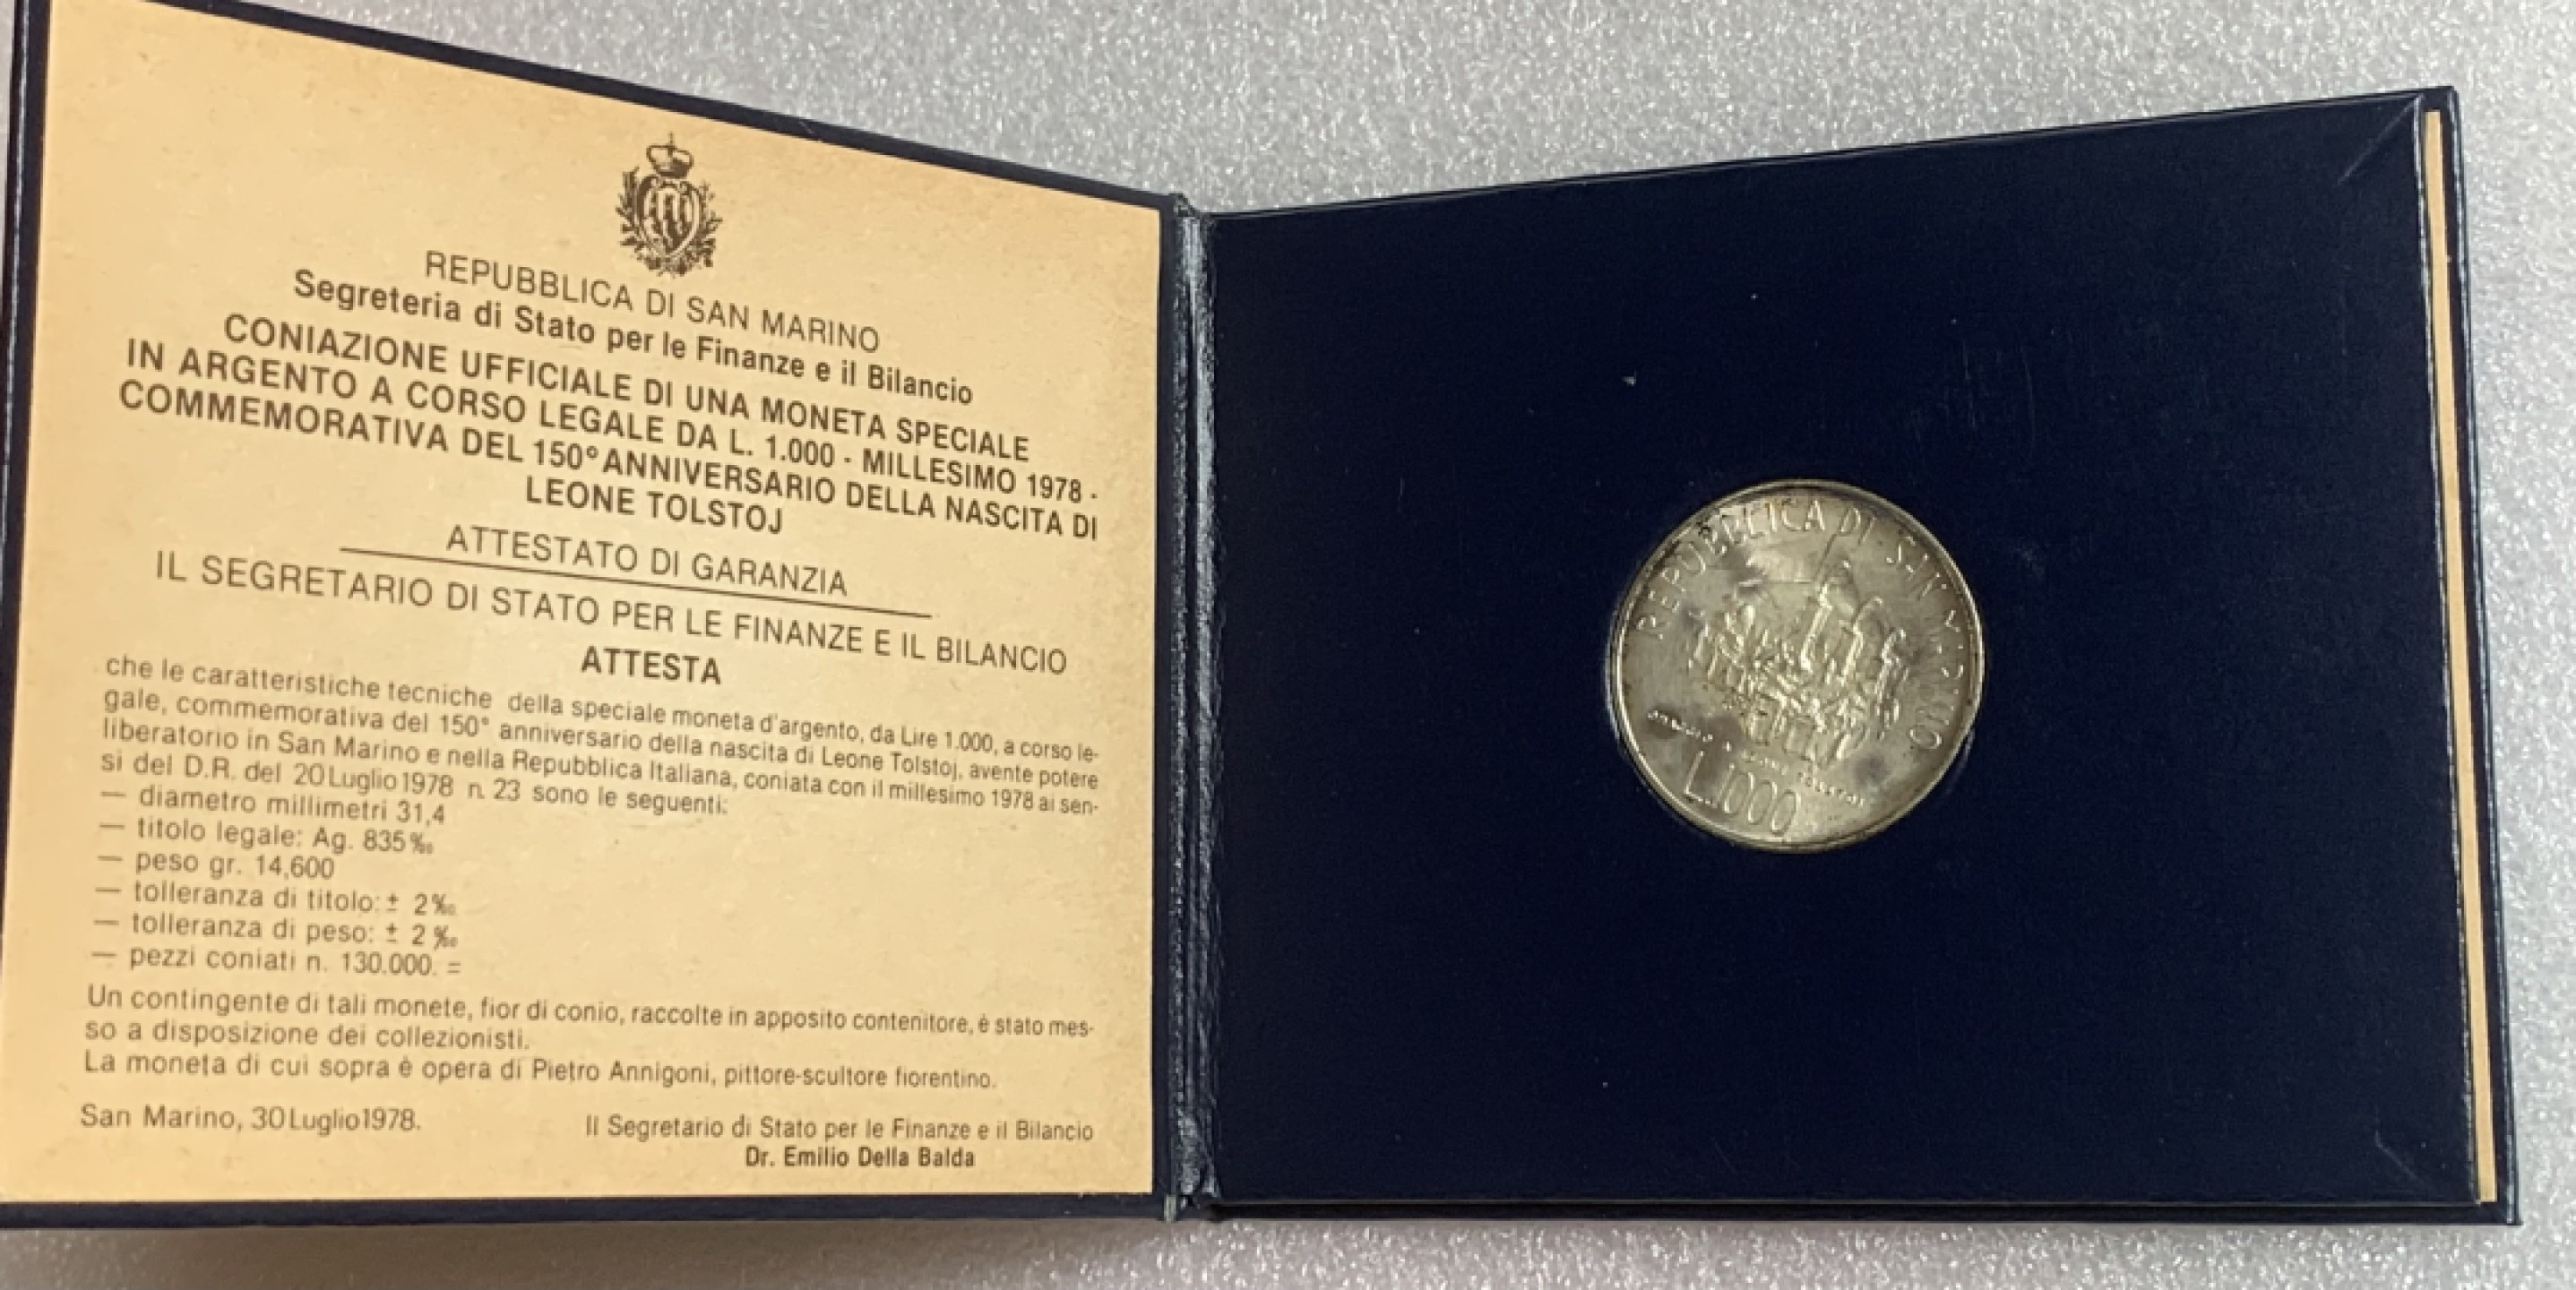 REPUBBLICA DI SAN MARINO
Segreteria di Stato per le Finanze e il Bilancio
CONIAZIONE UFFICIALE DI UNA MONETA SPECIALE
IN ARGENTO A CORSO LEGALE DA L. 1.000 - MILLESIMO 1978 -
COMMEMORATIVA DEL 150° ANNIVERSARIO DELLA NASCITA DI
LEONE TOLSTOJ
ATTESTATO DI GARANZIA
IL SEGRETARIO DI STATO PER LE FINANZE E IL BILANCIO
ATTESTA
che le caratteristiche tecniche della speciale moneta d'argento, da Lire 1.000, a corso le-
gale, commemorativa del 150° anniversario della nascita di Leone Tolstoj, avente potere
liberatorio in San Marino e nella Repubblica Italiana, coniata con il millesimo 1978 ai sen-
si del D.R. del 20 Luglio 1978 n. 23 sono le seguenti:
— diametro millimetri 31,4
— titolo legale: Ag. 835‰
— peso gr. 14,600
— tolleranza di titolo: ± 2‰
— tolleranza di peso: ± 2‰
— pezzi coniati n. 130.000. =
Un contingente di tali monete, fior di conio, raccolte in apposito contenitore, è stato mes-
so a disposizione dei collezionisti.
La moneta di cui sopra è opera di Pietro Annigoni, pittore-scultore fiorentino.
San Marino, 30 Luglio 1978.
Il Segretario di Stato per le Finanze e il Bilancio
Dr. Emilio Della Balda
REPUBBLICA DI SAN MARINO
L.1000